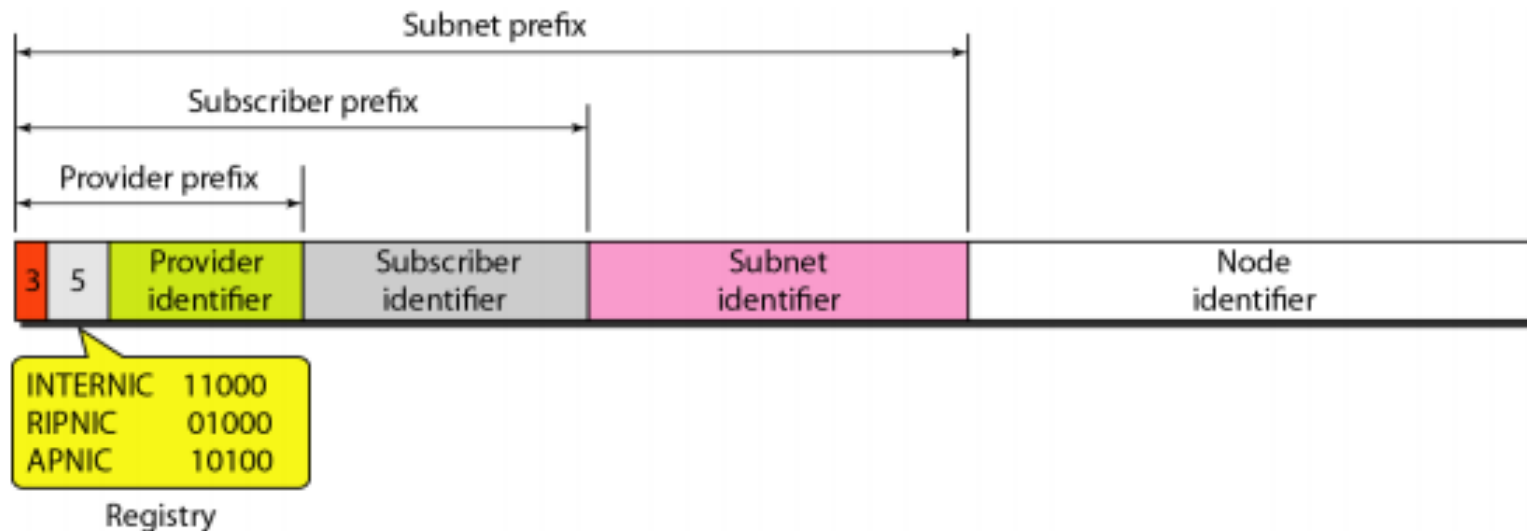 Subnet prefix
Subscriber prefix
Provider prefix
3
5
Provider
identifier
Subscriber
identifier
Subnet
identifier
Node
identifier
INTERNIC 11000
RIPNIC 01000
APNIC 10100
Registry